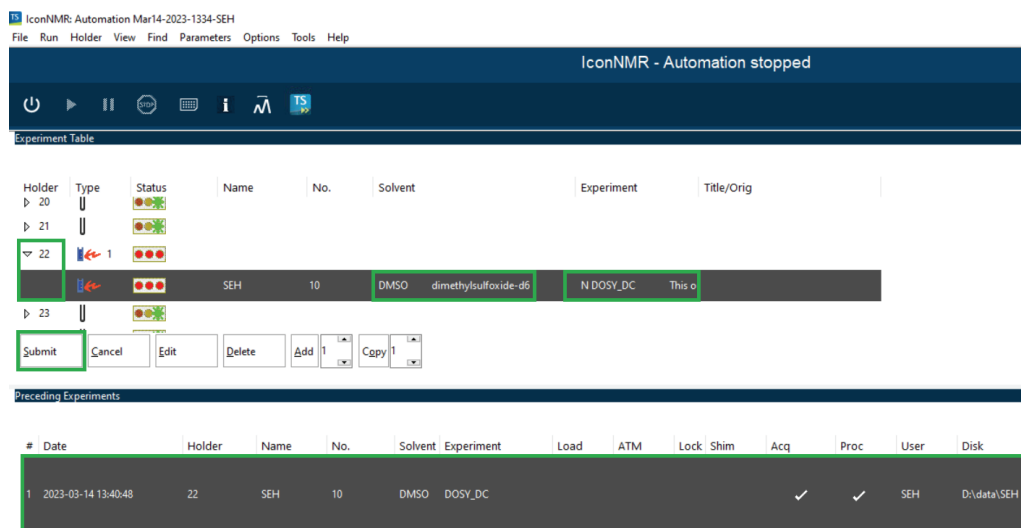 TS IconNMR: Automation Mar14-2023-1334-SEH
File Run Holder View Find Parameters Options Tools Help
IconNMR - Automation stopped
STOP i TS
Experiment Table
Holder Type Status Name No. Solvent Experiment Title/Orig
20
21
22 1
SEH 10 DMSO dimethylsulfoxide-d6 N DOSY_DC This o
23
Submit Cancel Edit Delete Add 1 Copy 1
Preceding Experiments
# Date Holder Name No. Solvent Experiment Load ATM Lock Shim Acq Proc User Disk
1 2023-03-14 13:40:48 22 SEH 10 DMSO DOSY_DC SEH D:\data\SEH